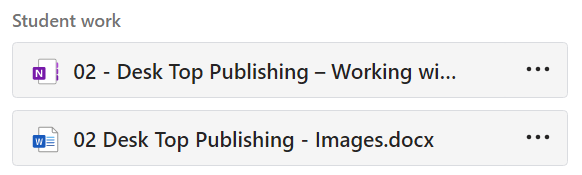 Student work
02 - Desk Top Publishing – Working wi...
02 Desk Top Publishing - Images.docx